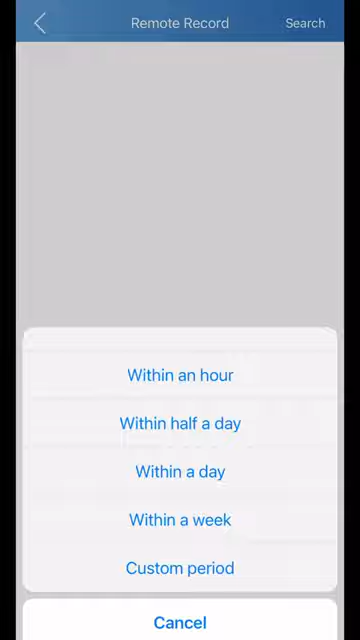 Remote Record
Search
Within an hour
Within half a day
Within a day
Within a week
Custom period
Cancel